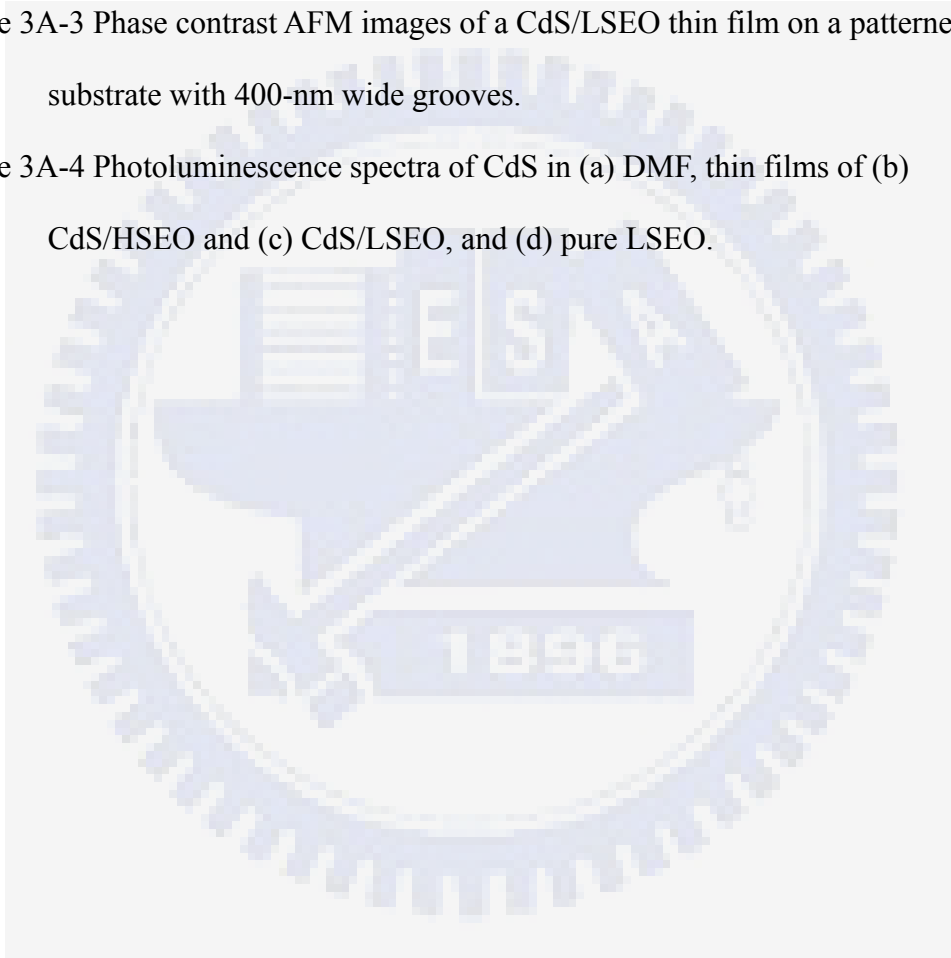 e 3A-3 Phase contrast AFM images of a CdS/LSEO thin film on a patterne
substrate with 400-nm wide grooves.
e 3A-4 Photoluminescence spectra of CdS in (a) DMF, thin films of (b)
CdS/HSEO and (c) CdS/LSEO, and (d) pure LSEO.
E S A
1896